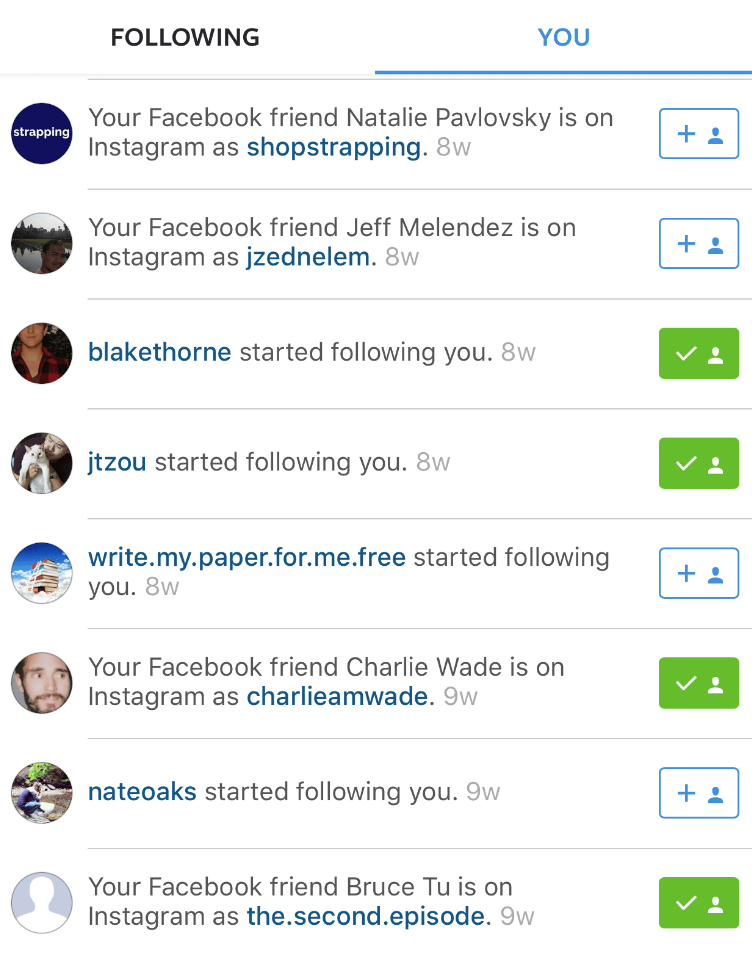 FOLLOWING
YOU
strapping
Your Facebook friend Natalie Pavlovsky is on
Instagram as shopstrapping. 8w
Your Facebook friend Jeff Melendez is on
Instagram as jzednelem. 8w
blakethorne started following you. 8w
jtzou started following you. 8w
write.my.paper.for.me.free started following
you. 8w
Your Facebook friend Charlie Wade is on
Instagram as charlieamwade. 9w
nateoaks started following you. 9w
Your Facebook friend Bruce Tu is on
Instagram as the.second.episode. 9w